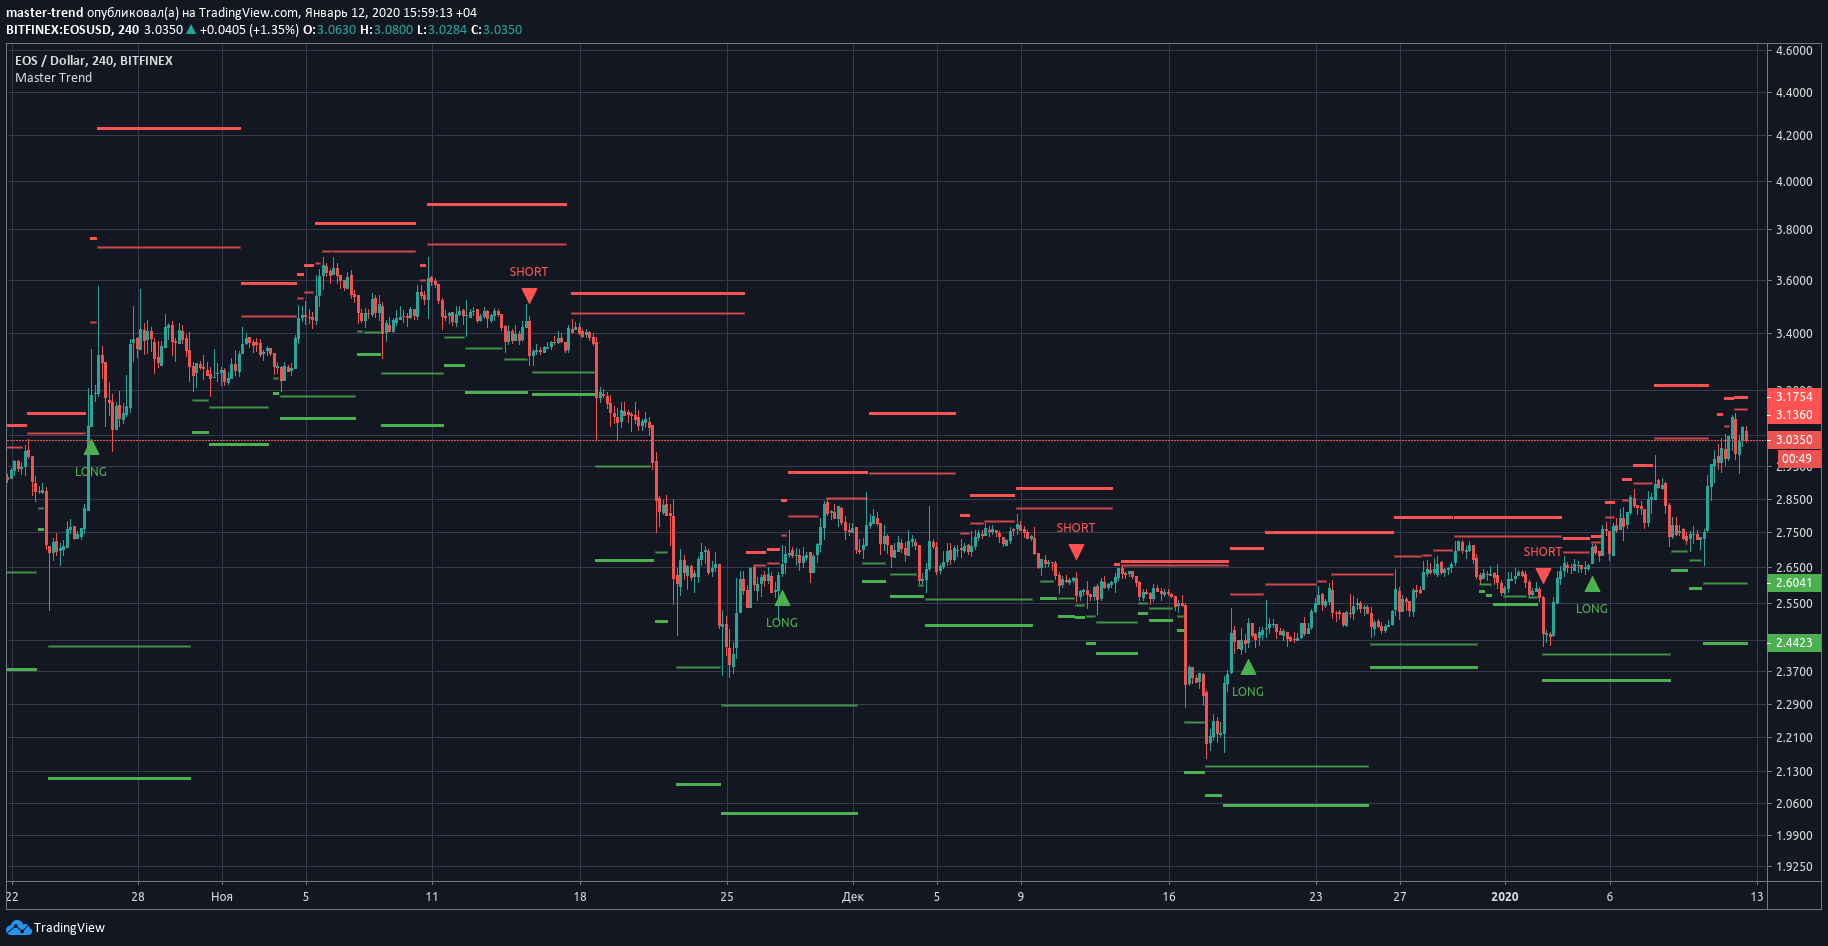 master-trend опубликовал(а) на TradingView.com, Январь 12, 2020 15:59:13 +04
BITFINEX:EOSUSD, 240 3.0350 ▲ +0.0405 (+1.35%) O:3.0630 H:3.0800 L:3.0284 C:3.0350
EOS / Dollar, 240, BITFINEX
Master Trend
4.6000
4.4000
4.2000
4.0000
3.8000
3.6000
3.4000
3.1754
3.1360
3.0350
00:49
2.8500
2.7500
2.6500
2.6041
2.5500
2.4423
2.3700
2.2900
2.2100
2.1300
2.0600
1.9900
1.9250
SHORT
LONG
LONG
SHORT
LONG
SHORT
LONG
22 28 Ноя 5 11 18 25 Дек 5 9 16 23 27 2020 6 13
TradingView